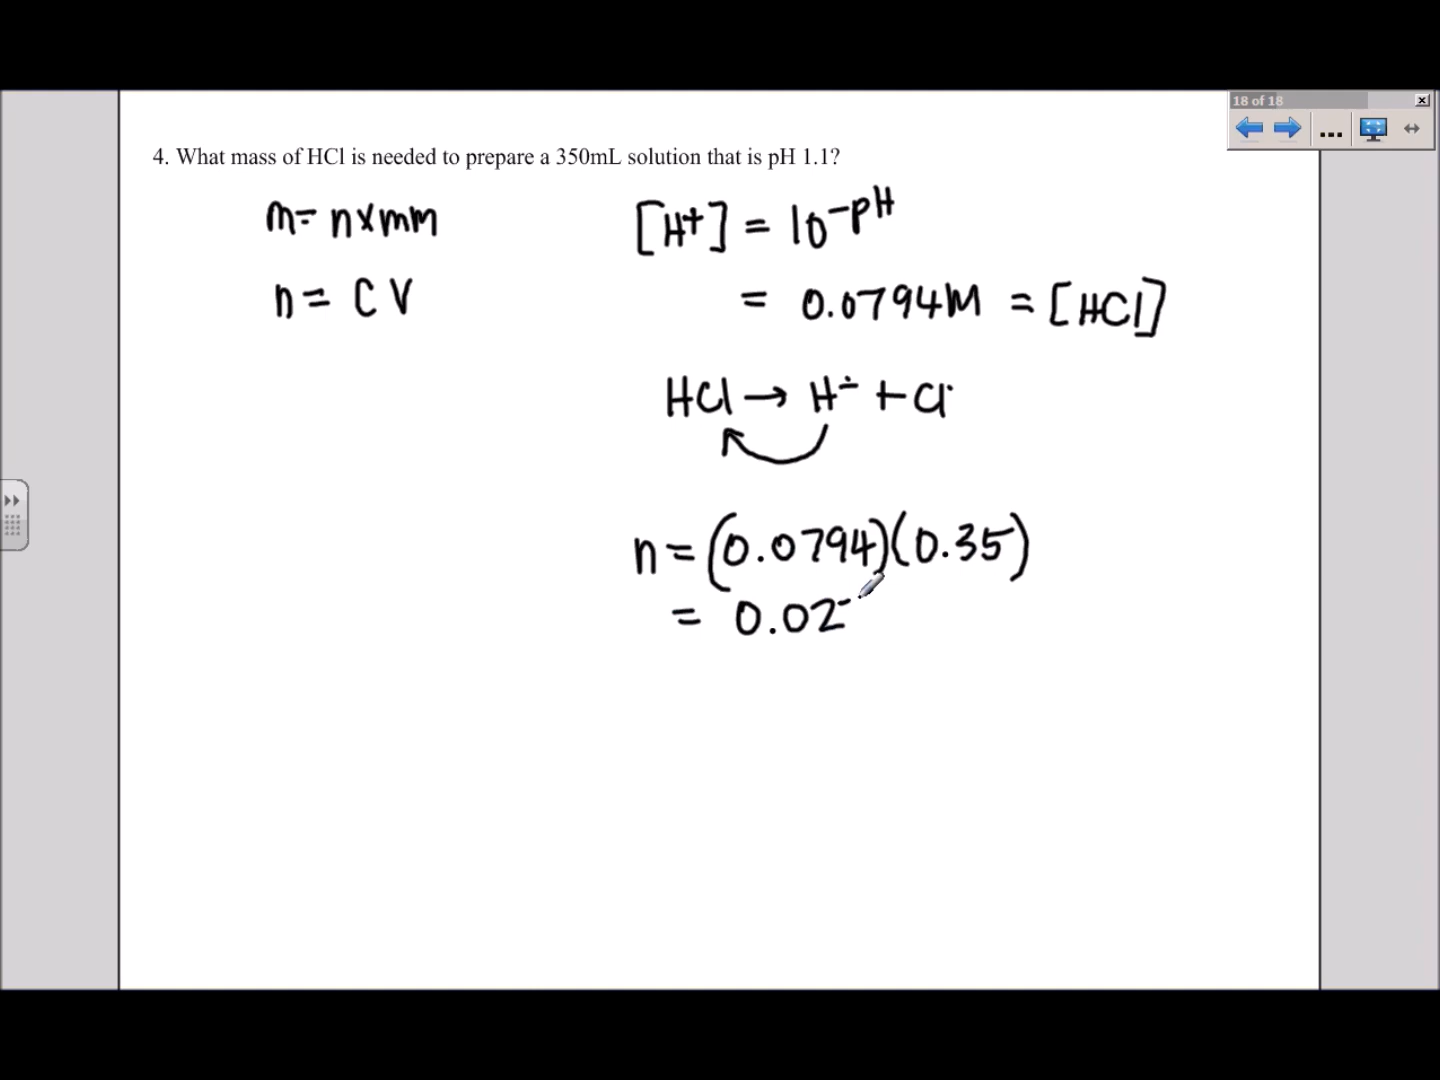 18 of 18
4. What mass of HCl is needed to prepare a 350mL solution that is pH 1.1?
m= n x mm
[H+] = 10^-pH
n = C V
= 0.0794M = [HCl]
HCl → H+ + Cl-
n = (0.0794)(0.35)
= 0.02